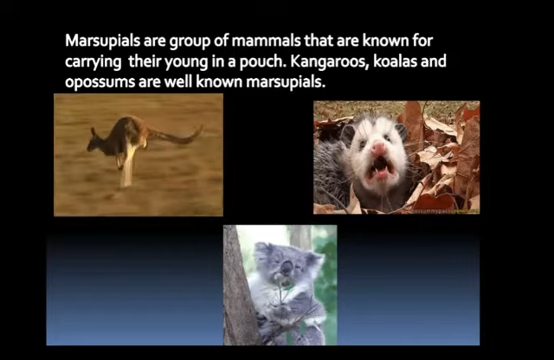 Marsupials are group of mammals that are known for
carrying their young in a pouch. Kangaroos, koalas and
opossums are well known marsupials.